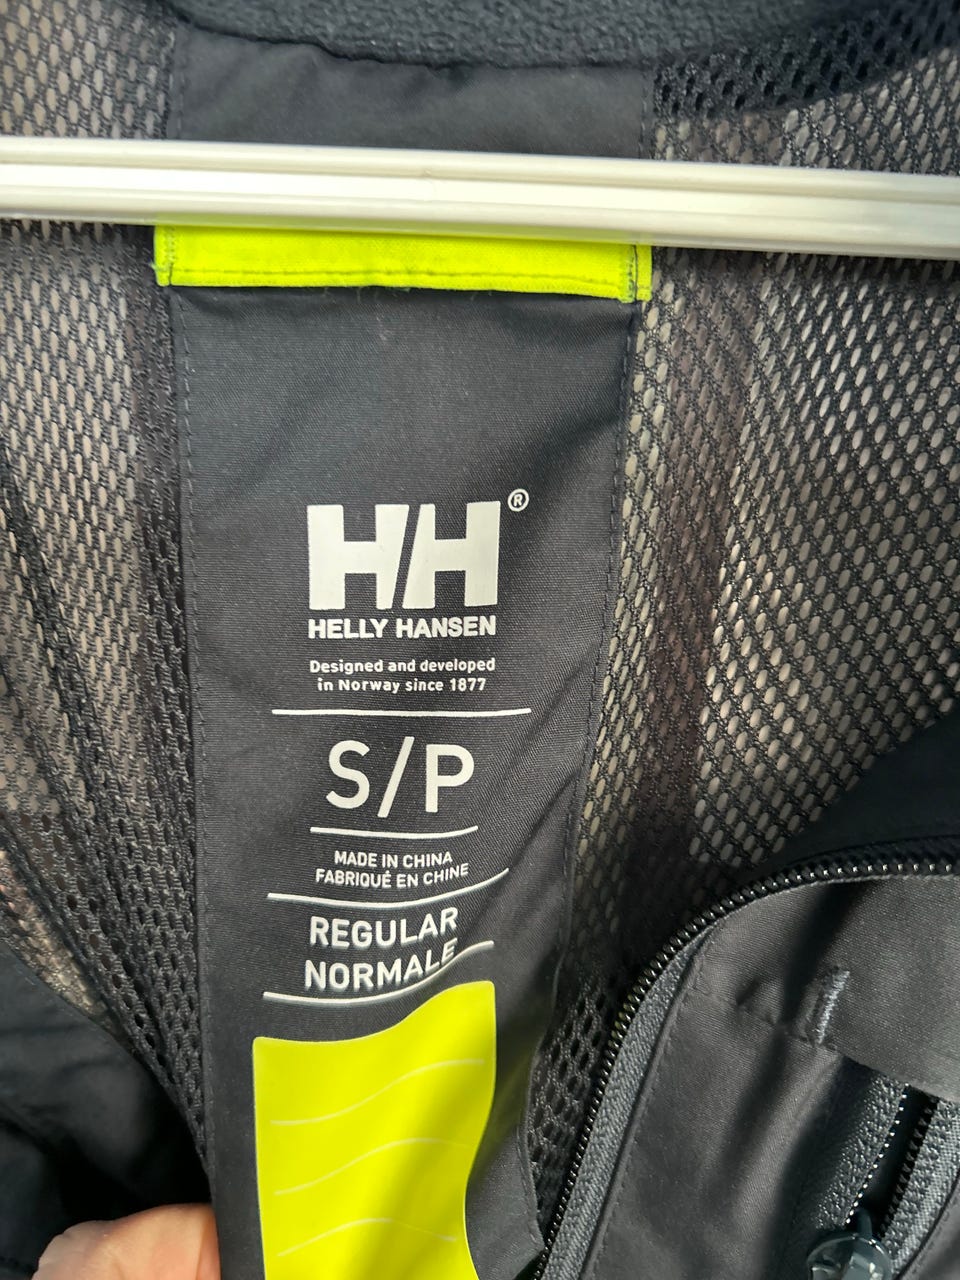 HH®
HELLY HANSEN
Designed and developed
in Norway since 1877
S/P
MADE IN CHINA
FABRIQUÉ EN CHINE
REGULAR
NORMALE